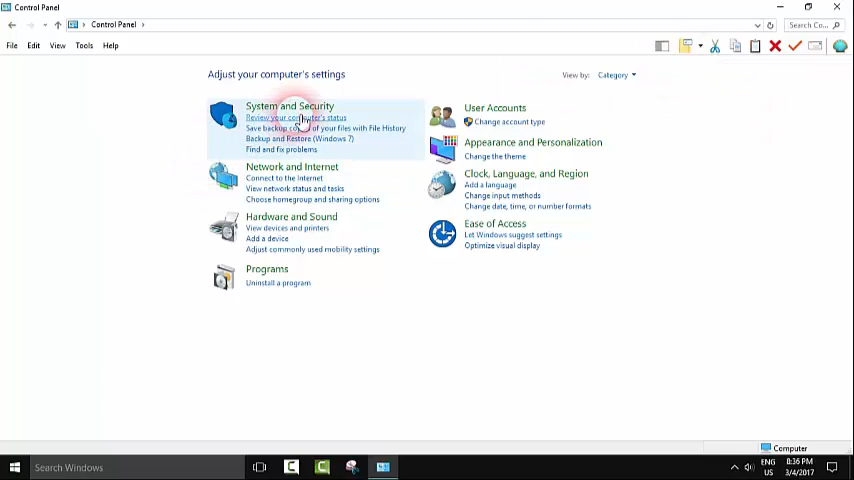 Control Panel
Control Panel
Search Co...
File Edit View Tools Help
Adjust your computer's settings
View by: Category
System and Security
Review your computer's status
Save backup copies of your files with File History
Backup and Restore (Windows 7)
Find and fix problems
Network and Internet
Connect to the Internet
View network status and tasks
Choose homegroup and sharing options
Hardware and Sound
View devices and printers
Add a device
Adjust commonly used mobility settings
Programs
Uninstall a program
User Accounts
Change account type
Appearance and Personalization
Change the theme
Clock, Language, and Region
Add a language
Change input methods
Change date, time, or number formats
Ease of Access
Let Windows suggest settings
Optimize visual display
Computer
Search Windows
ENG
US
8:36 PM
3/4/2017